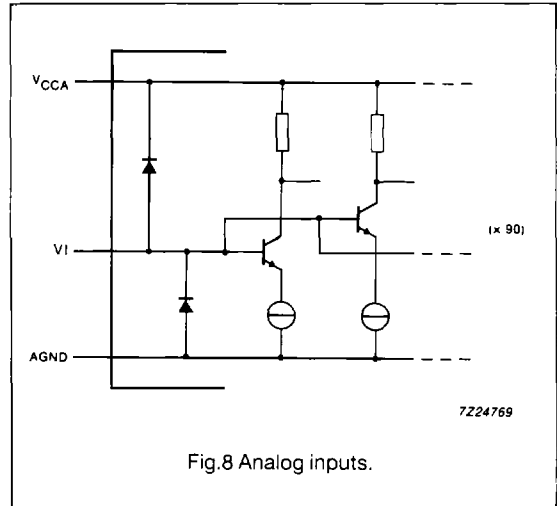 VCCA
VI
(x 90)
AGND
7Z24769
Fig.8 Analog inputs.